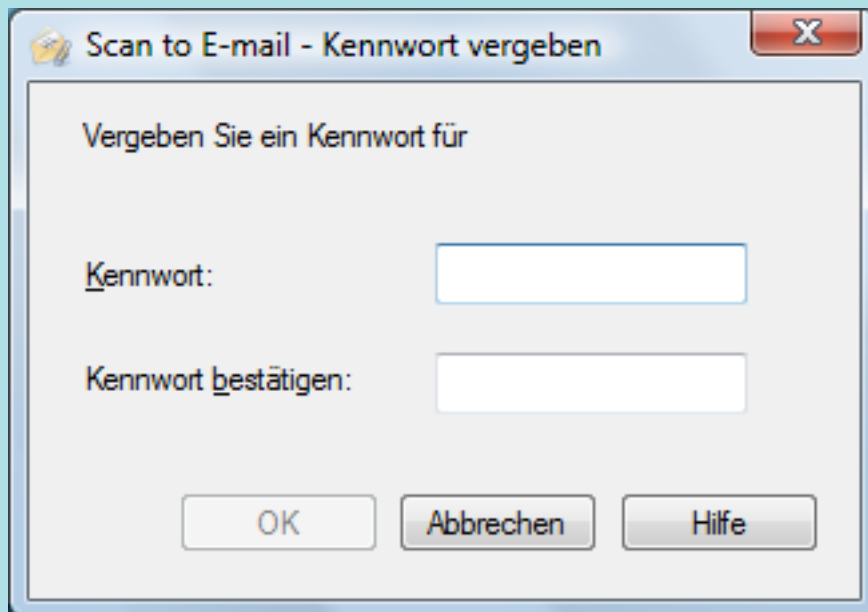 Scan to E-mail - Kennwort vergeben
Vergeben Sie ein Kennwort für
Kennwort:
Kennwort bestätigen:
OK Abbrechen Hilfe